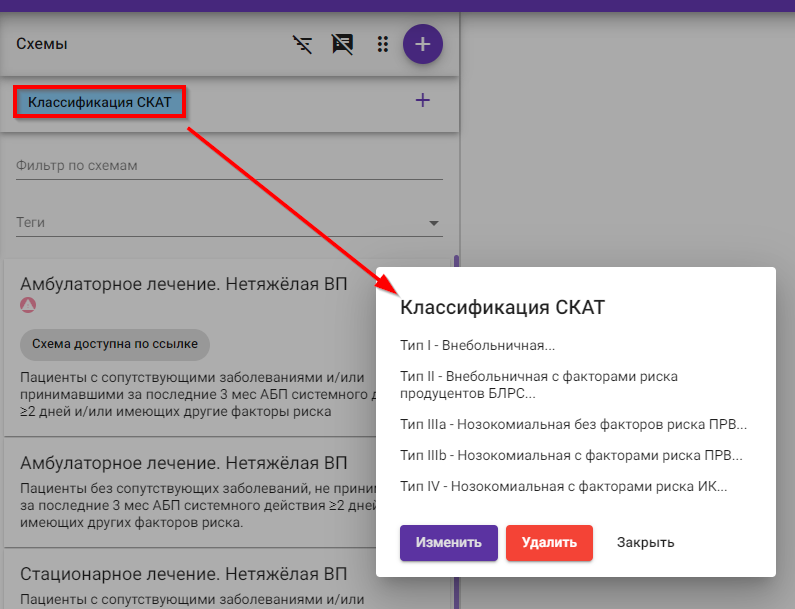 Схемы
Классификация СКАТ
Фильтр по схемам
Теги
Амбулаторное лечение. Нетяжёлая ВП
Схема доступна по ссылке
Пациенты с сопутствующими заболеваниями и/или
принимавшими за последние 3 мес АБП системного
≥2 дней и/или имеющих другие факторы риска
Амбулаторное лечение. Нетяжёлая ВП
Пациенты без сопутствующих заболеваний, не
за последние 3 мес АБП системного действия ≥2
имеющих других факторов риска.
Стационарное лечение. Нетяжёлая ВП
Пациенты с сопутствующими заболеваниями и/или
Классификация СКАТ
Тип I - Внебольничная...
Тип II - Внебольничная с факторами риска
продуцентов БЛРС...
Тип IIIa - Нозокомиальная без факторов риска ПРВ...
Тип IIIb - Нозокомиальная с факторами риска ПРВ...
Тип IV - Нозокомиальная с факторами риска ИК...
Изменить
Удалить
Закрыть